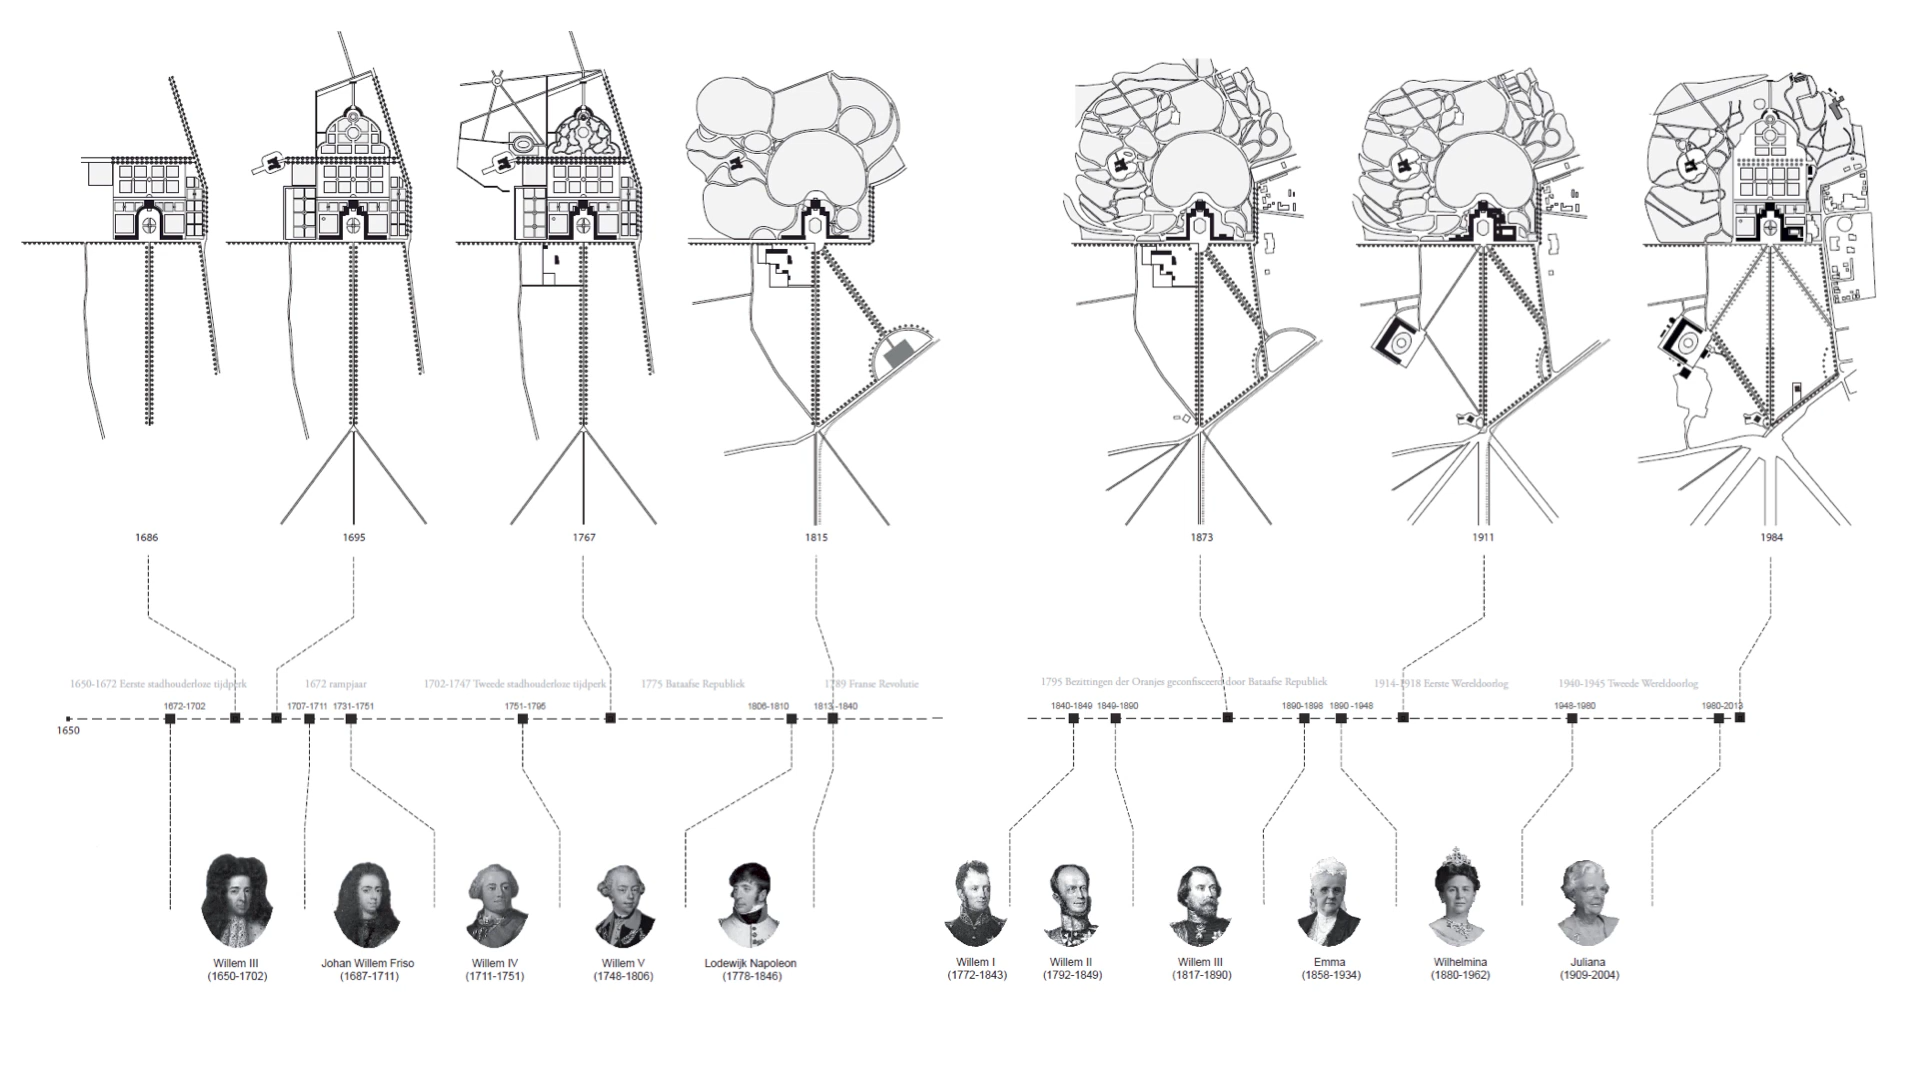 1686 1695 1767 1815 1873 1911 1984
1650-1672 Eerste stadhouderloze tijdperk 1672 rampjaar 1702-1747 Tweede stadhouderloze tijdperk 1775 Bataafse Republiek 1789 Franse Revolutie 1795 Bezittingen der Oranjes geconfisceerd door Bataafse Republiek 1914-1918 Eerste Wereldoorlog 1940-1945 Tweede Wereldoorlog
1672-1702 1707-1711 1731-1751 1751-1795 1806-1810 1813-1840 1840-1849 1849-1890 1890-1898 1890 -1948 1948-1980 1980-2013
1650
Willem III Johan Willem Friso Willem IV Willem V Lodewijk Napoleon Willem I Willem II Willem III Emma Wilhelmina Juliana
(1650-1702) (1687-1711) (1711-1751) (1748-1806) (1778-1846) (1772-1843) (1792-1849) (1817-1890) (1858-1934) (1880-1962) (1909-2004)